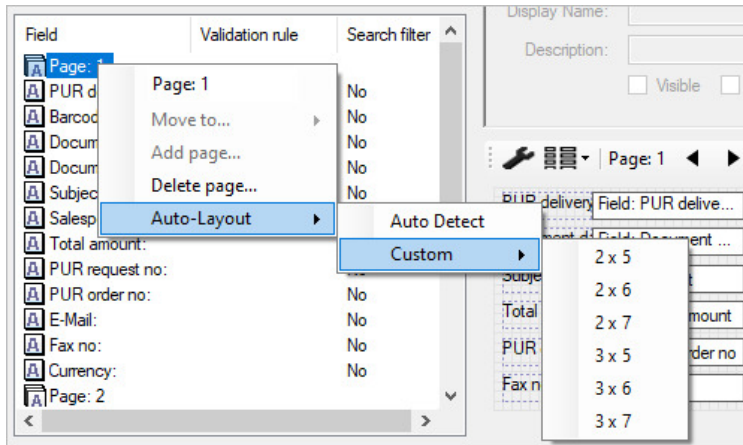 Display Name:
Field Validation rule Search filter
Description:
Page: 1
Visible
PUR d No
Barcod No
Docum No
Docum No
Subjec No
Salesp
Total amount:
PUR request no:
PUR order no: No
E-Mail: No
Fax no: No
Currency: No
Page: 2
Page: 1
Move to...
Add page...
Delete page...
Auto-Layout
Auto Detect
Custom
2 x 5
2 x 6
2 x 7
3 x 5
3 x 6
3 x 7
Page: 1
PUR delivery Field: PUR delive...
Field: Document ...
Subje
Total mount
PUR rder no
Fax n